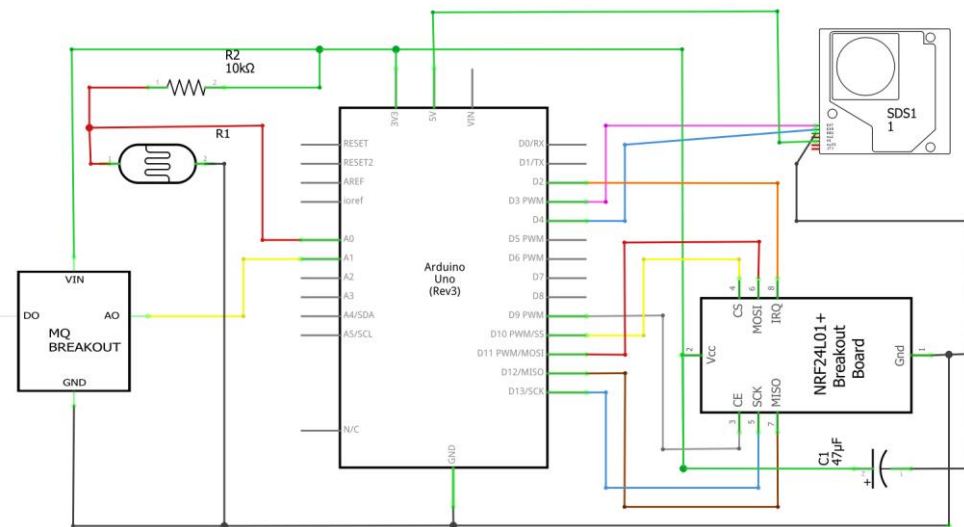 R2
10kΩ
1
2
R1
1
2
3V3
5V
VIN
RESET
RESET2
AREF
ioref
A0
A1
A2
A3
A4/SDA
A5/SCL
N/C
D0/RX
D1/TX
D2
D3 PWM
D4
D5 PWM
D6 PWM
D7
D8
D9 PWM
D10 PWM/SS
D11 PWM/MOSI
D12/MISO
D13/SCK
Arduino
Uno
(Rev3)
GND
VIN
DO
AO
MQ
BREAKOUT
GND
SDS1
1
4
6
8
CS
MOSI
IRQ
2
Vcc
NRF24L01+
Breakout
Board
Gnd
1
CE
SCK
MISO
3
5
7
C1
47µF
2
1
+